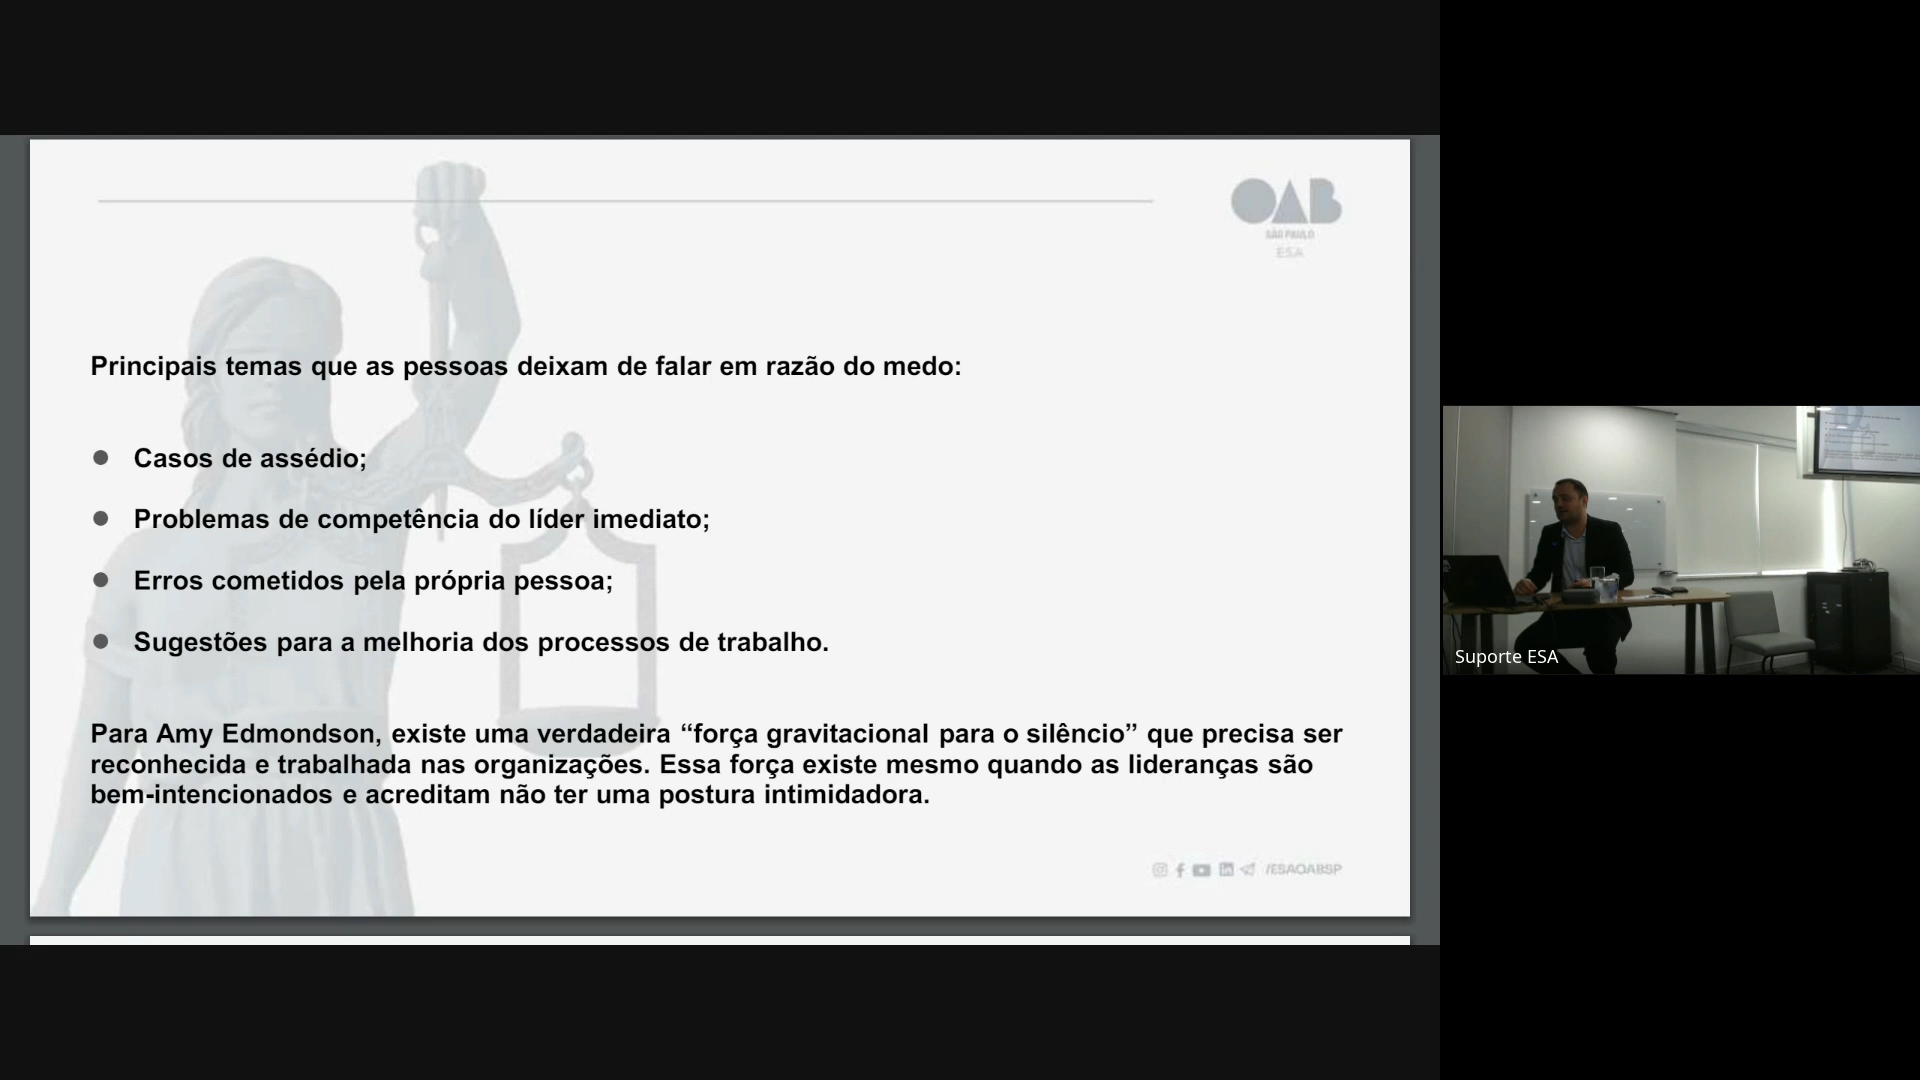 OAB
SÃO PAULO
ESA
Principais temas que as pessoas deixam de falar em razão do medo:
● Casos de assédio;
● Problemas de competência do líder imediato;
● Erros cometidos pela própria pessoa;
● Sugestões para a melhoria dos processos de trabalho.
Para Amy Edmondson, existe uma verdadeira “força gravitacional para o silêncio” que precisa ser
reconhecida e trabalhada nas organizações. Essa força existe mesmo quando as lideranças são
bem-intencionados e acreditam não ter uma postura intimidadora.
/ESAOABSP
Suporte ESA